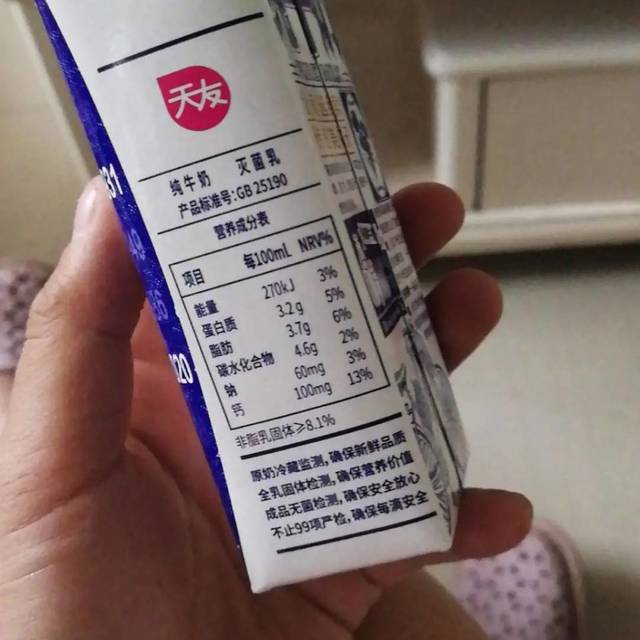 天友
纯牛奶 灭菌乳
产品标准号:GB 25190
营养成分表
项目 每100mL NRV%
能量 270kJ 3%
蛋白质 3.2g 5%
脂肪 3.7g 6%
碳水化合物 4.6g 2%
钠 60mg 3%
钙 100mg 13%
非脂乳固体≥8.1%
原奶冷藏监测,确保新鲜品质
全乳固体检测,确保营养价值
成品无菌检测,确保安全放心
不止99项严检,确保每滴安全
31
20